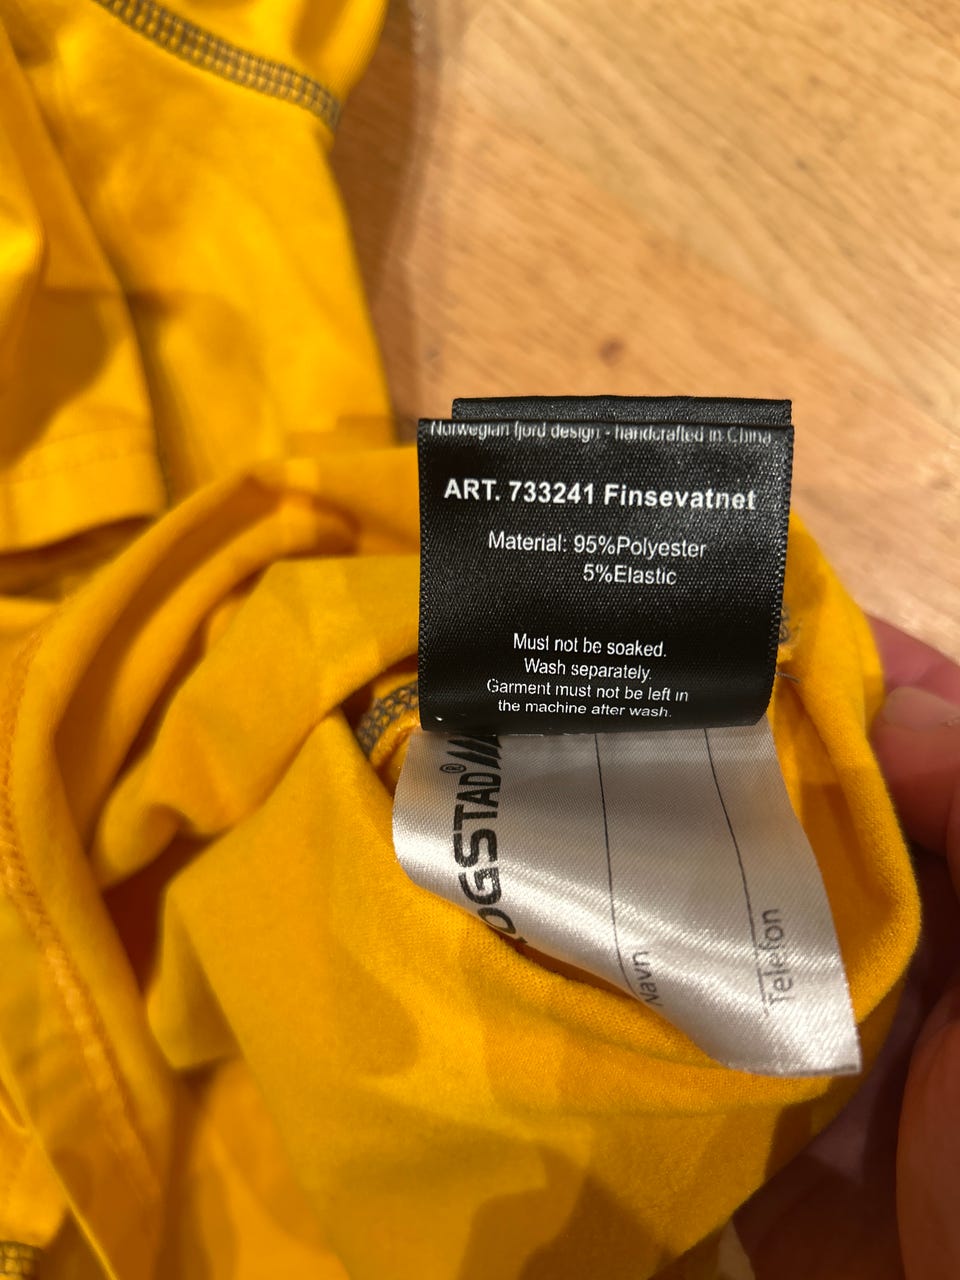 Norwegian fjord design - handcrafted in China.
ART. 733241 Finsevatnet
Material: 95%Polyester
5%Elastic
Must not be soaked.
Wash separately.
Garment must not be left in
the machine after wash.
OGSTAD®
Navn
Telefon